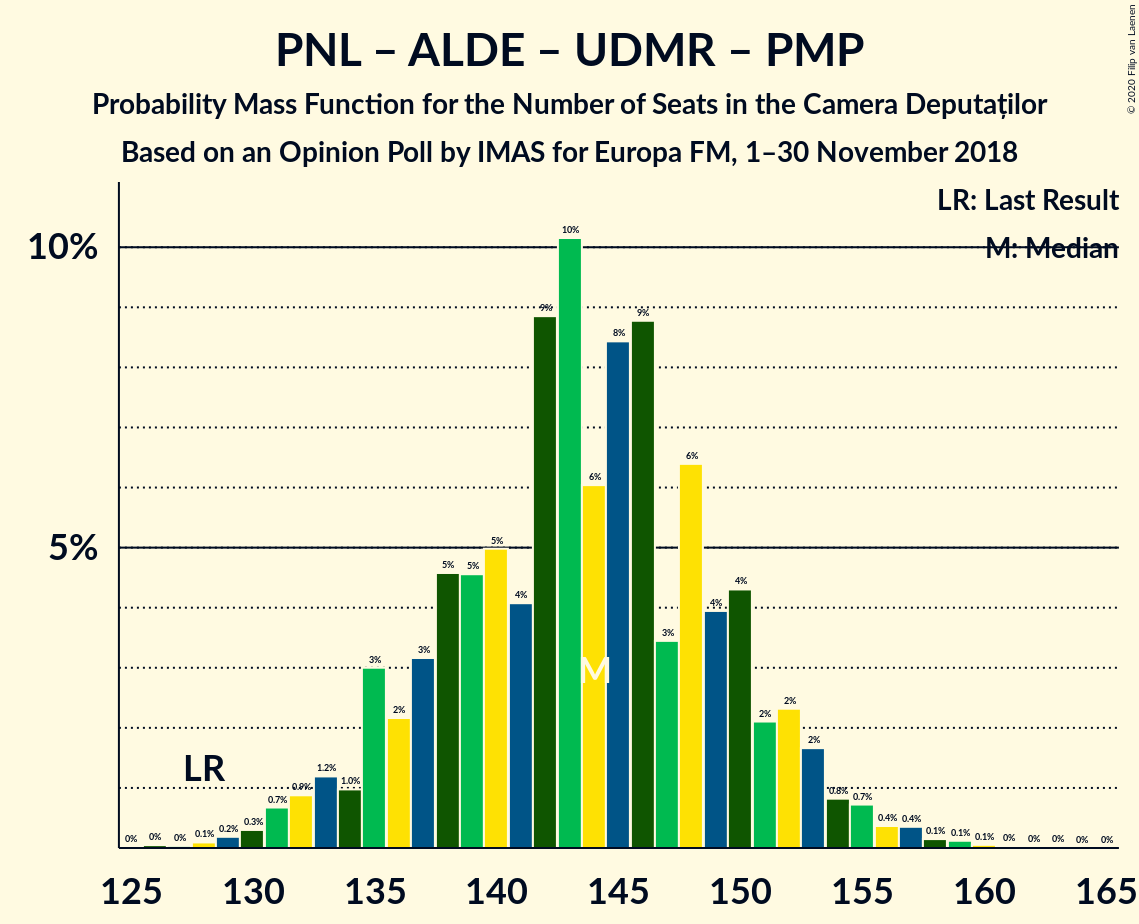 PNL – ALDE – UDMR – PMP
Probability Mass Function for the Number of Seats in the Camera Deputaților
Based on an Opinion Poll by IMAS for Europa FM, 1–30 November 2018
© 2020 Filip van Laenen
LR: Last Result
M: Median
10%
5%
0% 0% 0% 0.1% 0.2% 0.3% 0.7% 0.9% 1.2% 1.0% 3% 2% 3% 5% 5% 5% 4% 9% 10% 6% 8% 9% 3% 6% 4% 4% 2% 2% 2% 0.8% 0.7% 0.4% 0.4% 0.1% 0.1% 0.1% 0% 0% 0% 0% 0%
LR
M
125 130 135 140 145 150 155 160 165